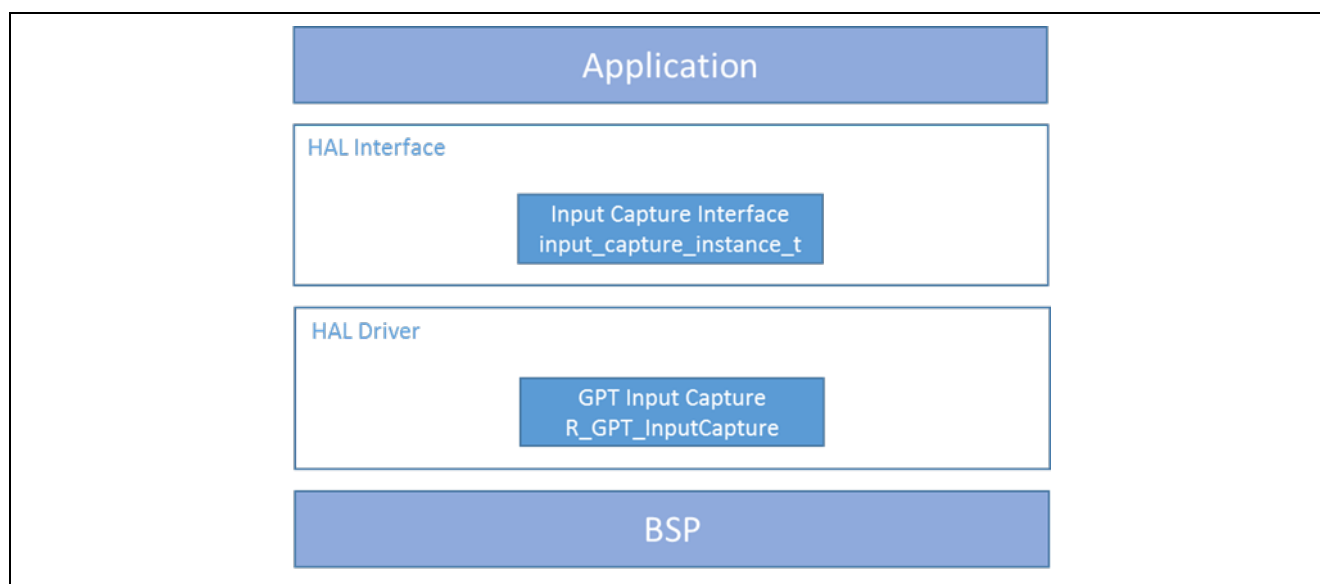 Application
HAL Interface
Input Capture Interface
input_capture_instance_t
HAL Driver
GPT Input Capture
R_GPT_InputCapture
BSP